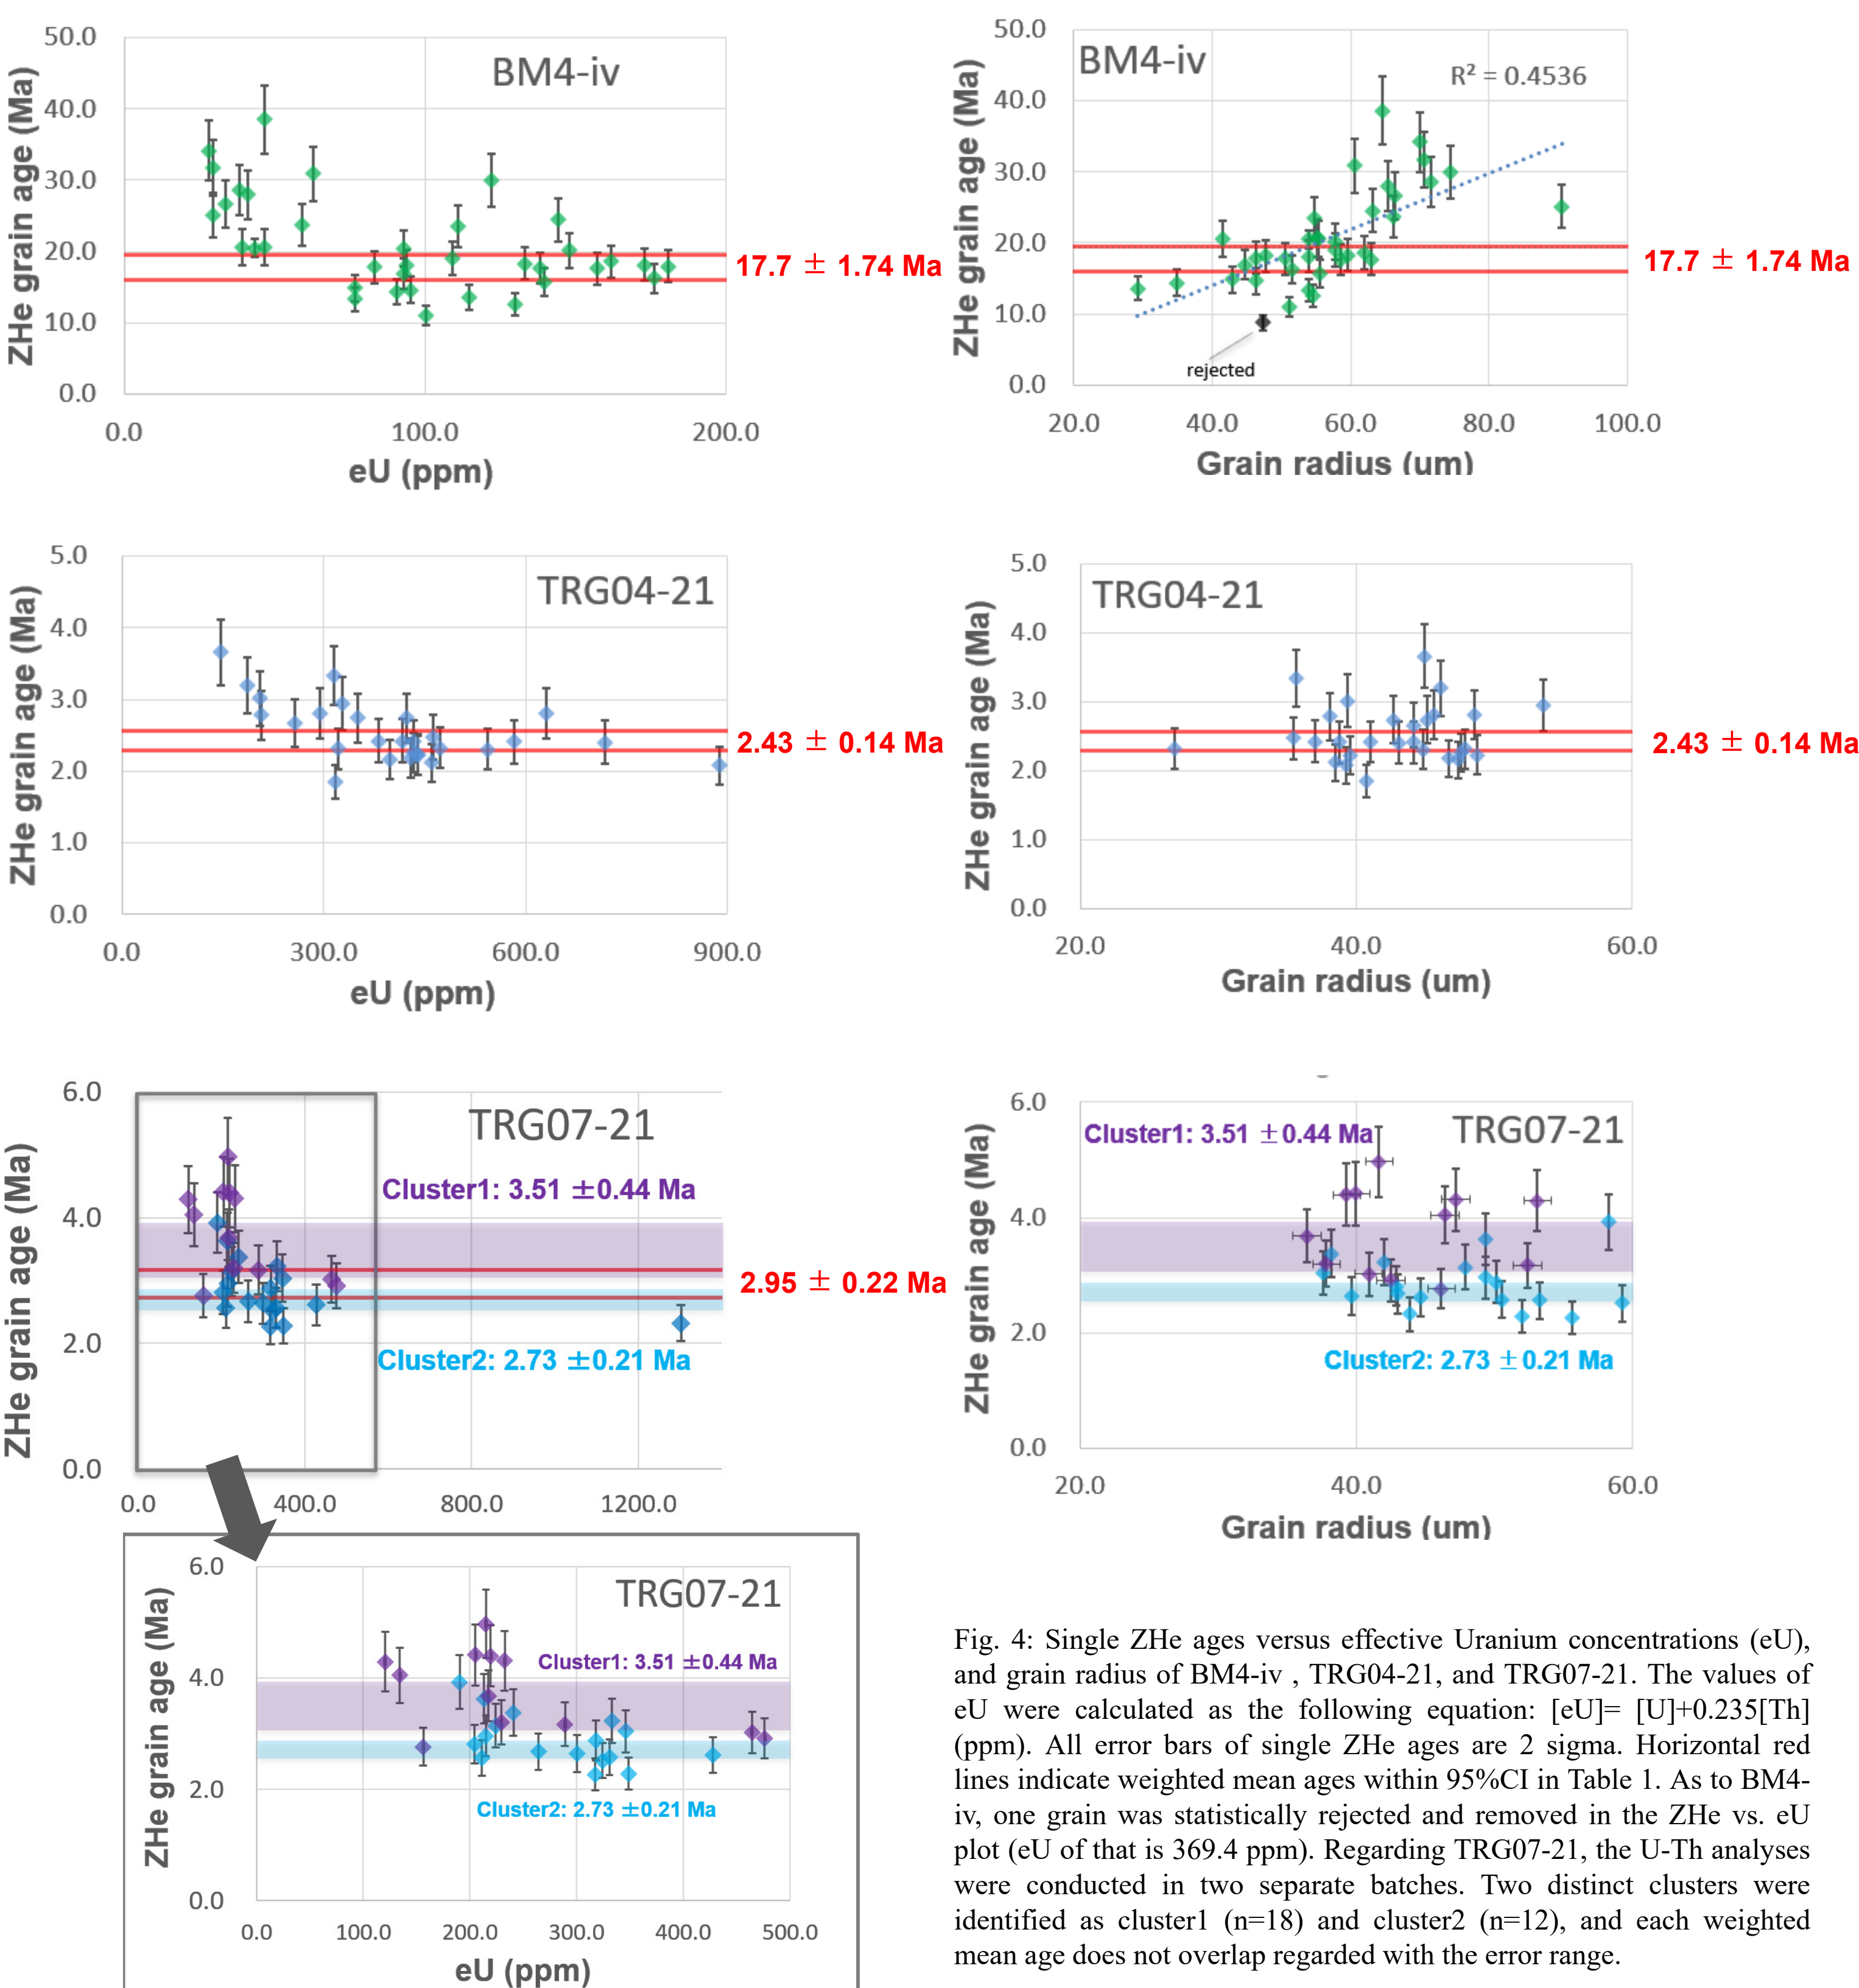 50.0
40.0
30.0
20.0
10.0
0.0
ZHe grain age (Ma)
BM4-iv
17.7 ± 1.74 Ma
0.0
100.0
200.0
eU (ppm)
50.0
40.0
30.0
20.0
10.0
0.0
ZHe grain age (Ma)
BM4-iv
R² = 0.4536
17.7 ± 1.74 Ma
rejected
20.0
40.0
60.0
80.0
100.0
Grain radius (um)
5.0
4.0
3.0
2.0
1.0
0.0
ZHe grain age (Ma)
TRG04-21
2.43 ± 0.14 Ma
0.0
300.0
600.0
900.0
eU (ppm)
5.0
4.0
3.0
2.0
1.0
0.0
ZHe grain age (Ma)
TRG04-21
2.43 ± 0.14 Ma
20.0
40.0
60.0
Grain radius (um)
6.0
4.0
2.0
0.0
ZHe grain age (Ma)
TRG07-21
Cluster1: 3.51 ±0.44 Ma
2.95 ± 0.22 Ma
Cluster2: 2.73 ±0.21 Ma
0.0
400.0
800.0
1200.0
6.0
4.0
2.0
0.0
ZHe grain age (Ma)
Cluster1: 3.51 ±0.44 Ma
TRG07-21
Cluster2: 2.73 ±0.21 Ma
20.0
40.0
60.0
Grain radius (um)
6.0
4.0
2.0
0.0
ZHe grain age (Ma)
TRG07-21
Cluster1: 3.51 ±0.44 Ma
Cluster2: 2.73 ±0.21 Ma
0.0
100.0
200.0
300.0
400.0
500.0
eU (ppm)
Fig. 4: Single ZHe ages versus effective Uranium concentrations (eU),
and grain radius of BM4-iv , TRG04-21, and TRG07-21. The values of
eU were calculated as the following equation: [eU]= [U]+0.235[Th]
(ppm). All error bars of single ZHe ages are 2 sigma. Horizontal red
lines indicate weighted mean ages within 95%CI in Table 1. As to BM4-
iv, one grain was statistically rejected and removed in the ZHe vs. eU
plot (eU of that is 369.4 ppm). Regarding TRG07-21, the U-Th analyses
were conducted in two separate batches. Two distinct clusters were
identified as cluster1 (n=18) and cluster2 (n=12), and each weighted
mean age does not overlap regarded with the error range.